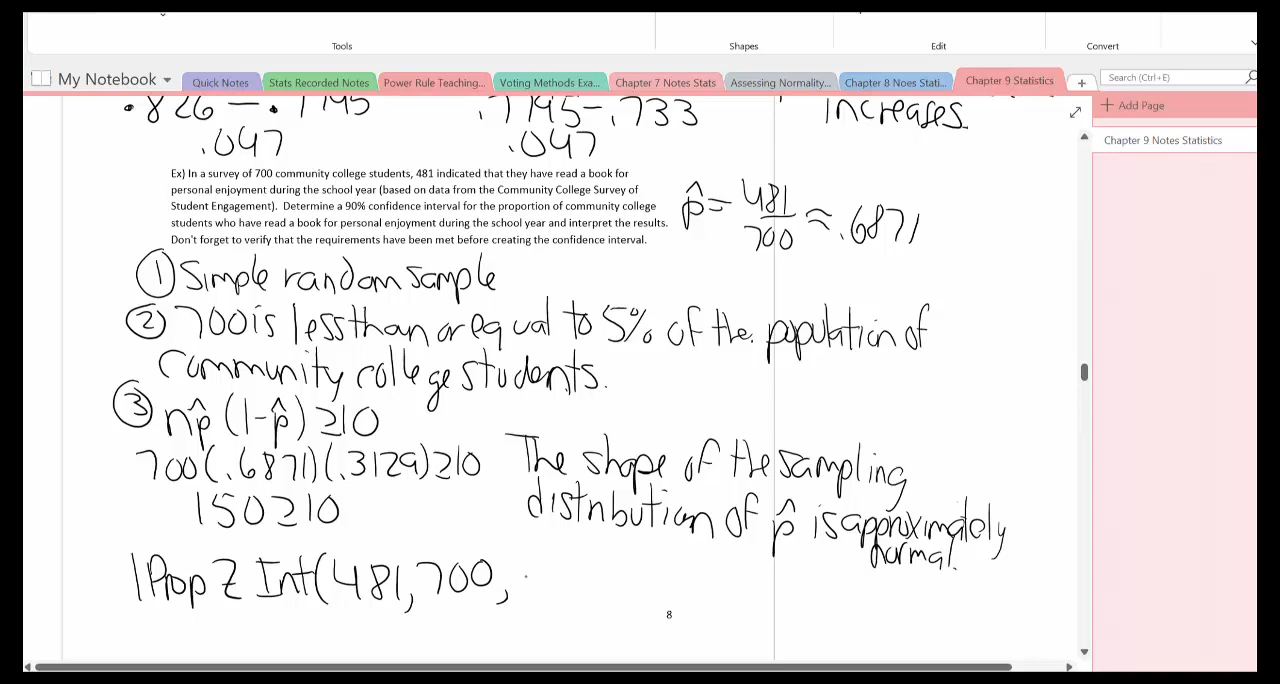 Tools
Shapes
Edit
Convert
My Notebook
Quick Notes
Stats Recorded Notes
Power Rule Teaching...
Voting Methods Exa...
Chapter 7 Notes Stats
Assessing Normality...
Chapter 8 Noes Stati...
Chapter 9 Statistics
+
Search (Ctrl+E)
+ Add Page
Chapter 9 Notes Statistics
.826 - .7795
.7795 - .733
increases.
.047
.047
Ex) In a survey of 700 community college students, 481 indicated that they have read a book for
personal enjoyment during the school year (based on data from the Community College Survey of
Student Engagement). Determine a 90% confidence interval for the proportion of community college
students who have read a book for personal enjoyment during the school year and interpret the results.
Don't forget to verify that the requirements have been met before creating the confidence interval.
p̂ = 481/700 ≈ .6871
① Simple random sample
② 700 is less than or equal to 5% of the population of
community college students.
③ np̂(1-p̂) ≥ 10
700(.6871)(.3129) ≥ 10
150 ≥ 10
The shape of the sampling
distribution of p̂ is approximately
normal.
1 Prop Z Int(481, 700,
8